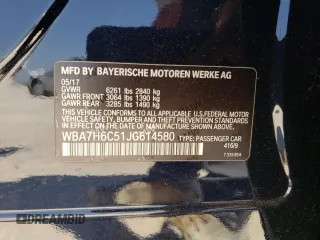 MFD BY BAYERISCHE MOTOREN WERKE AG
05/17
GVWR 6261 lbs 2840 kg
GAWR FRONT 3064 lbs 1390 kg
GAWR REAR 3285 lbs 1490 kg
THIS VEHICLE CONFORMS TO ALL APPLICABLE U.S. FEDERAL MOTOR
VEHICLE SAFETY, BUMPER, AND THEFT PREVENTION STANDARDS
IN EFFECT ON THE DATE OF MANUFACTURE SHOWN ABOVE.
WBA7H6C51JG614580 TYPE: PASSENGER CAR
416/9
AMBIDBID